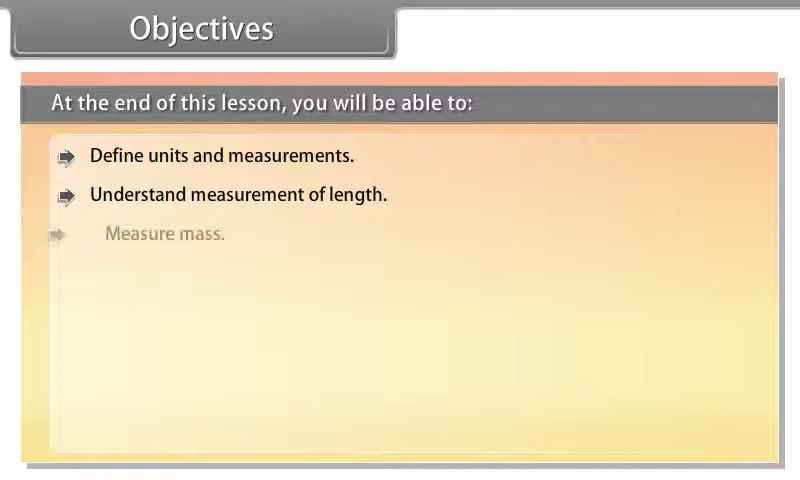 Objectives
At the end of this lesson, you will be able to:
Define units and measurements.
Understand measurement of length.
Measure mass.